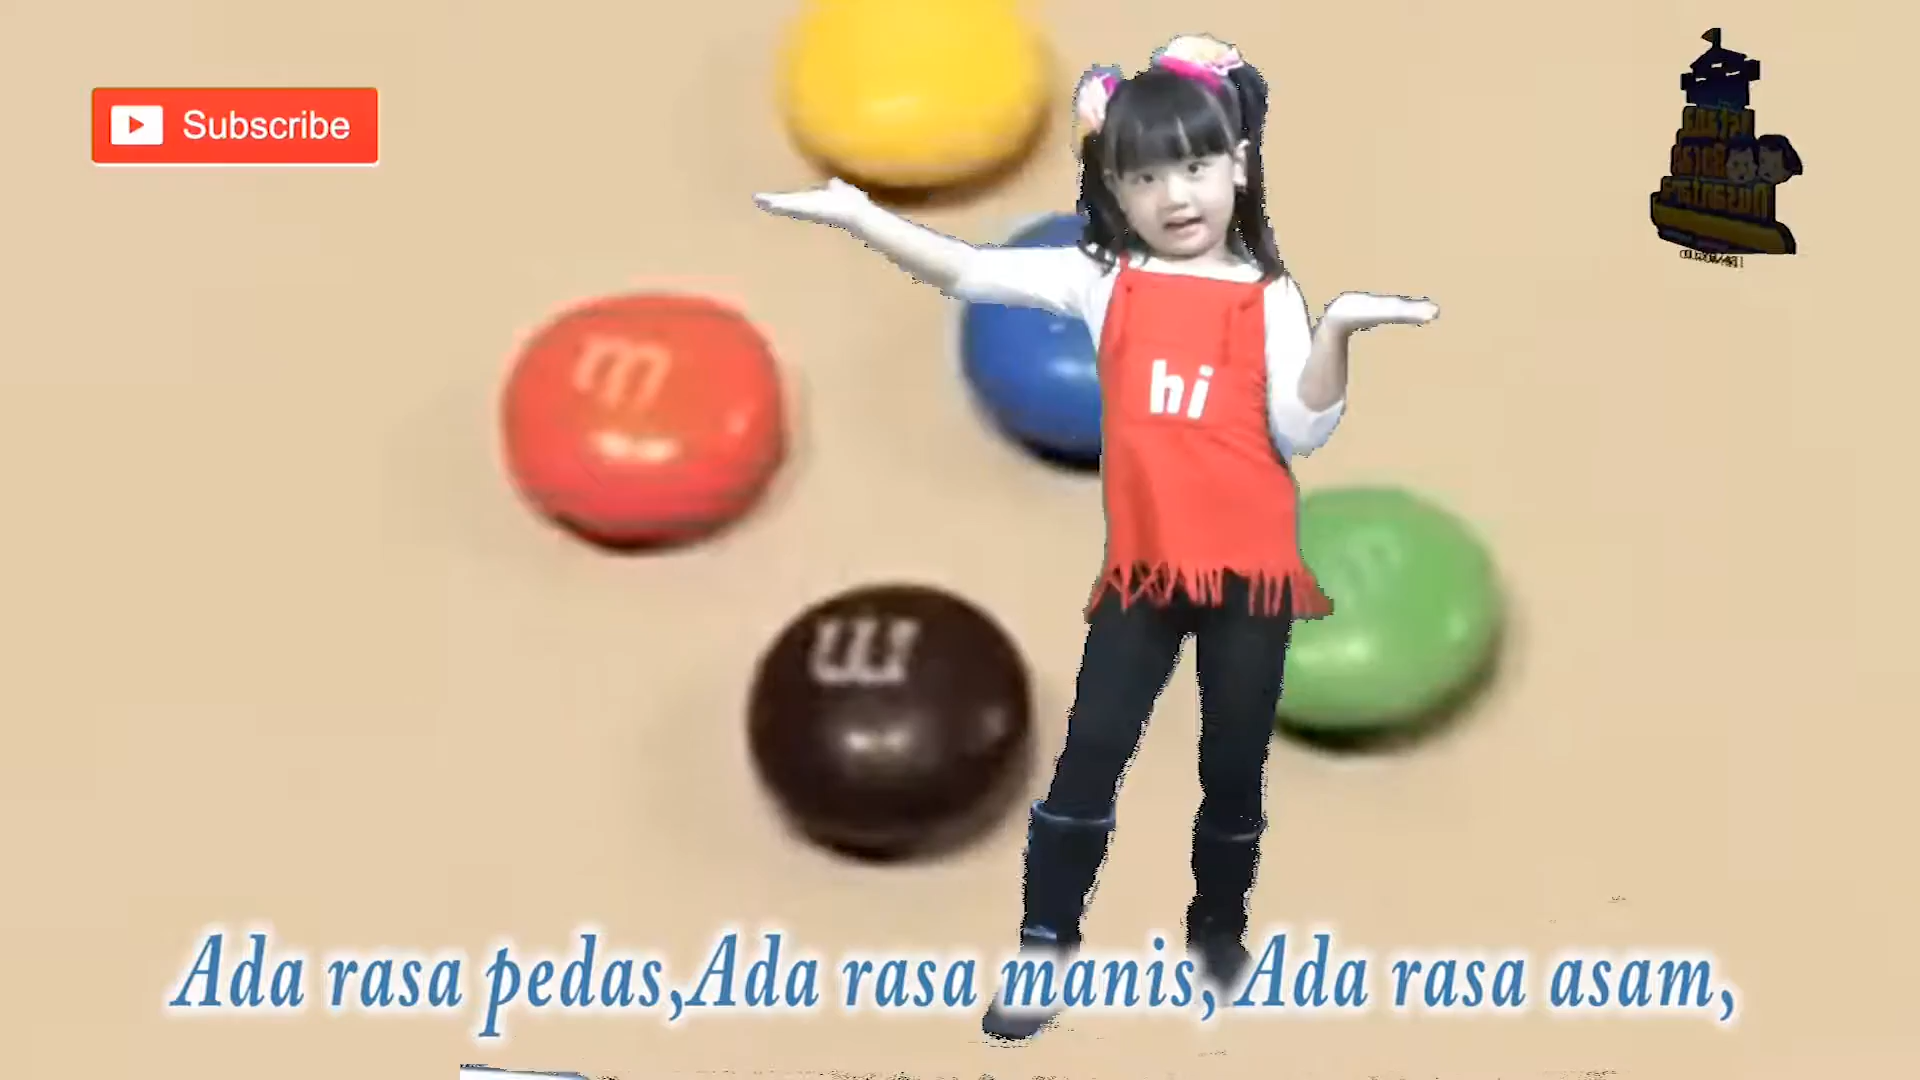 Subscribe
hi
m
m
m
Ada rasa pedas,Ada rasa manis, Ada rasa asam,